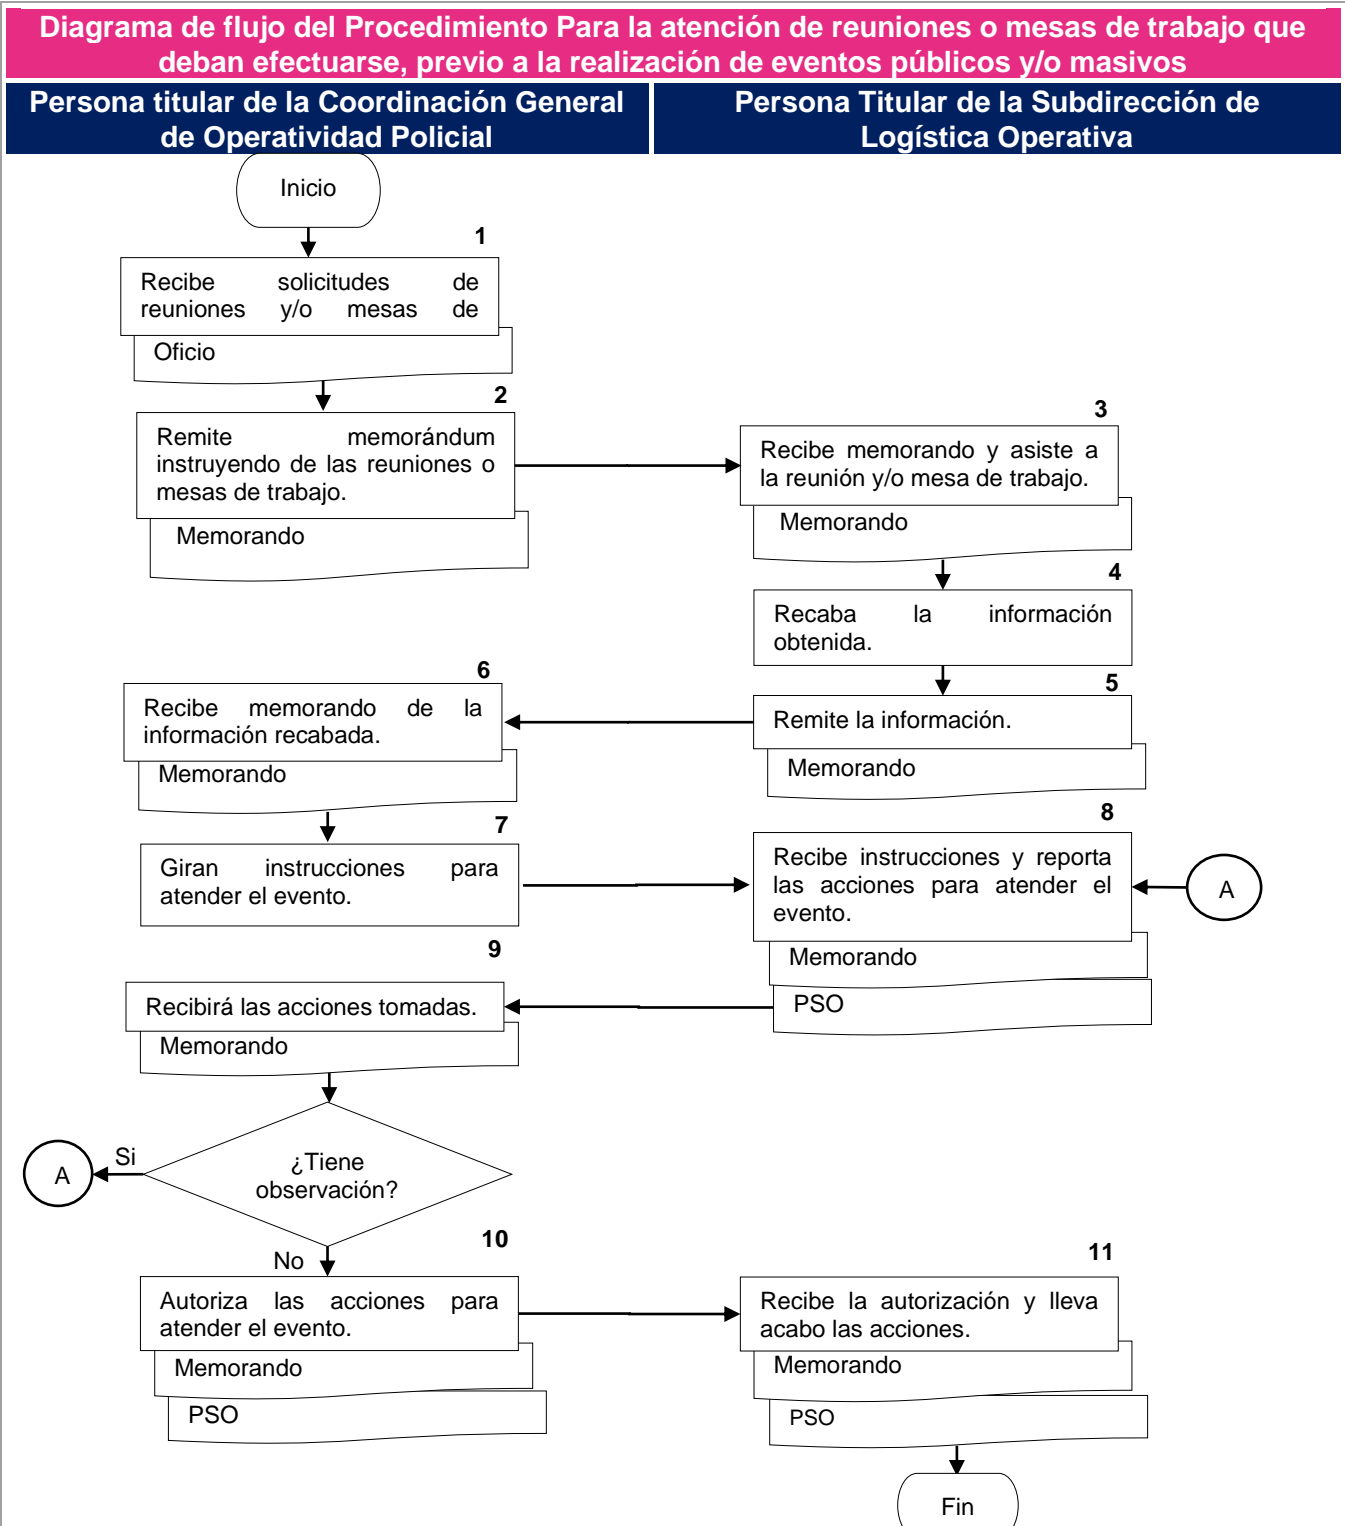 Diagrama de flujo del Procedimiento Para la atención de reuniones o mesas de trabajo que
deban efectuarse, previo a la realización de eventos públicos y/o masivos
Persona titular de la Coordinación General
de Operatividad Policial
Persona Titular de la Subdirección de
Logística Operativa
Inicio
1
Recibe solicitudes de
reuniones y/o mesas de
Oficio
2
Remite memorándum
instruyendo de las reuniones o
mesas de trabajo.
Memorando
3
Recibe memorando y asiste a
la reunión y/o mesa de trabajo.
Memorando
4
Recaba la información
obtenida.
5
Remite la información.
Memorando
6
Recibe memorando de la
información recabada.
Memorando
7
Giran instrucciones para
atender el evento.
8
Recibe instrucciones y reporta
las acciones para atender el
evento.
Memorando
PSO
A
9
Recibirá las acciones tomadas.
Memorando
¿Tiene
observación?
Si
A
No
10
Autoriza las acciones para
atender el evento.
Memorando
PSO
11
Recibe la autorización y lleva
acabo las acciones.
Memorando
PSO
Fin